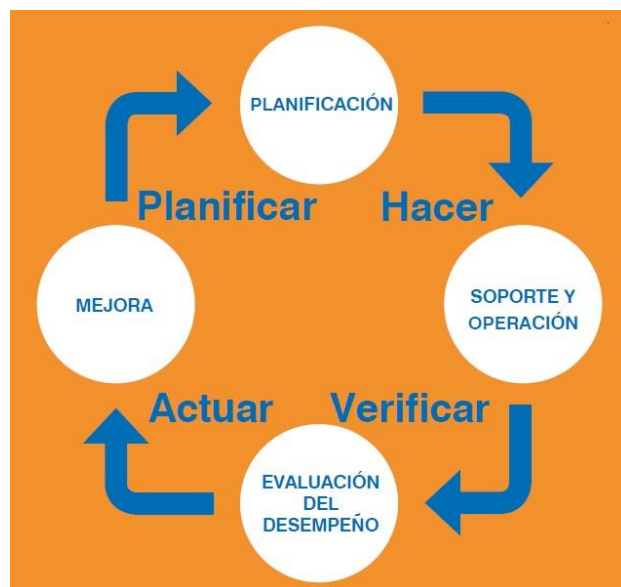 PLANIFICACIÓN
Planificar
Hacer
MEJORA
SOPORTE Y
OPERACIÓN
Actuar
Verificar
EVALUACIÓN
DEL
DESEMPEÑO